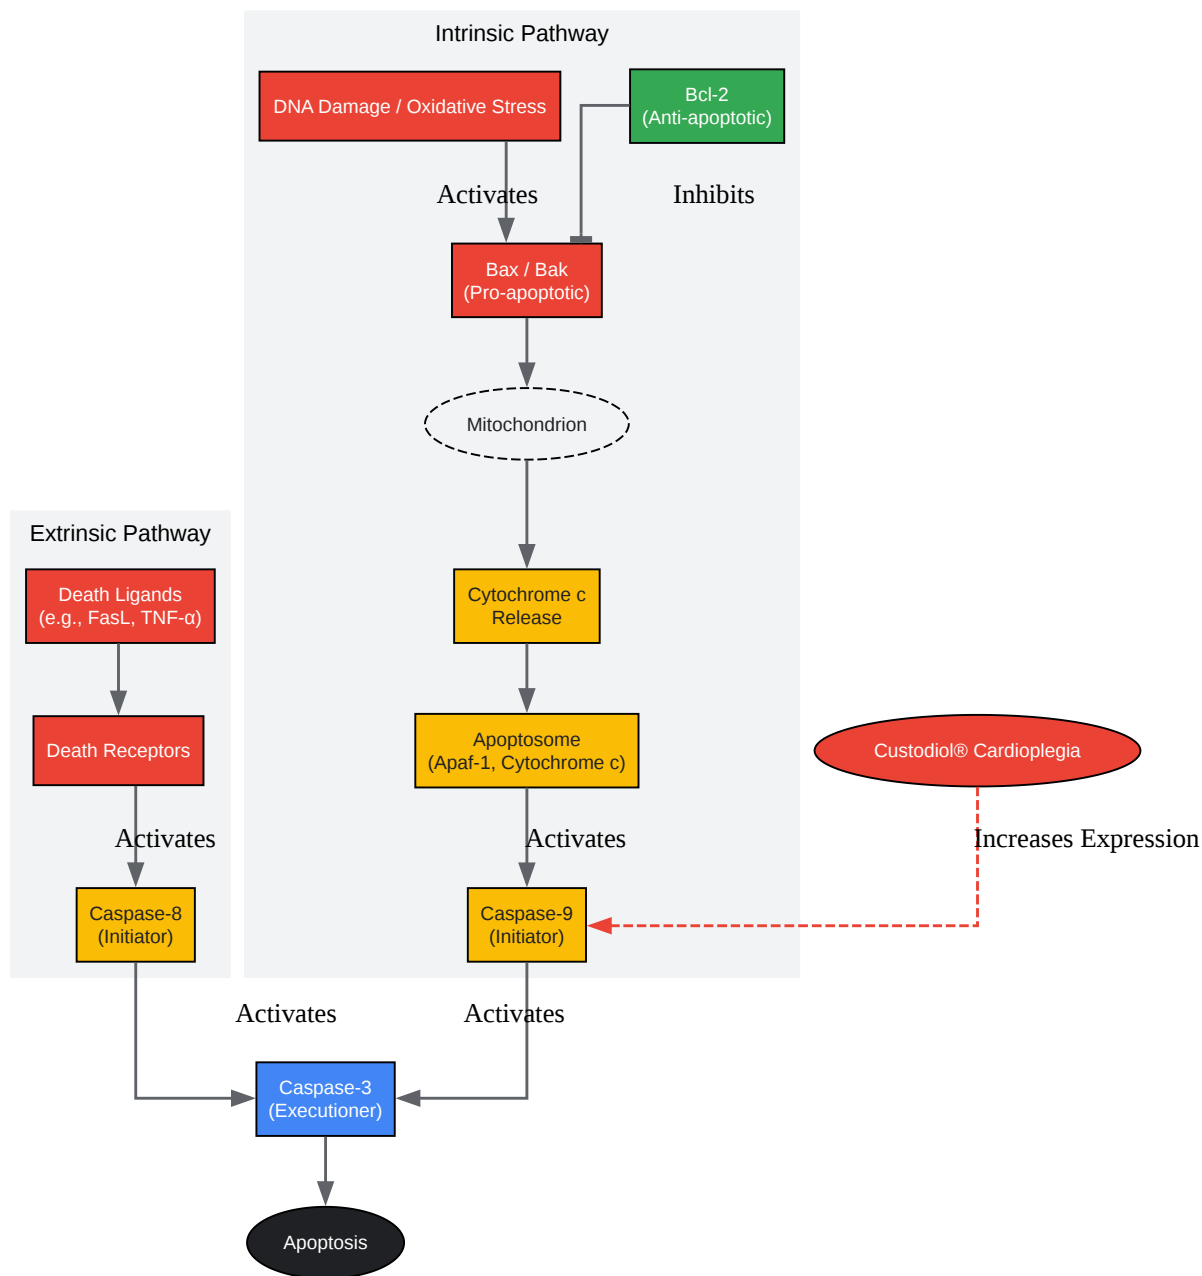 Intrinsic Pathway
DNA Damage / Oxidative Stress
Bcl-2
(Anti-apoptotic)
Activates
Inhibits
Bax / Bak
(Pro-apoptotic)
Mitochondrion
Extrinsic Pathway
Death Ligands
(e.g., FasL, TNF-α)
Cytochrome c
Release
Death Receptors
Apoptosome
(Apaf-1, Cytochrome c)
Custodiol® Cardioplegia
Activates
Activates
Increases Expression
Caspase-8
(Initiator)
Caspase-9
(Initiator)
Activates
Activates
Caspase-3
(Executioner)
Apoptosis